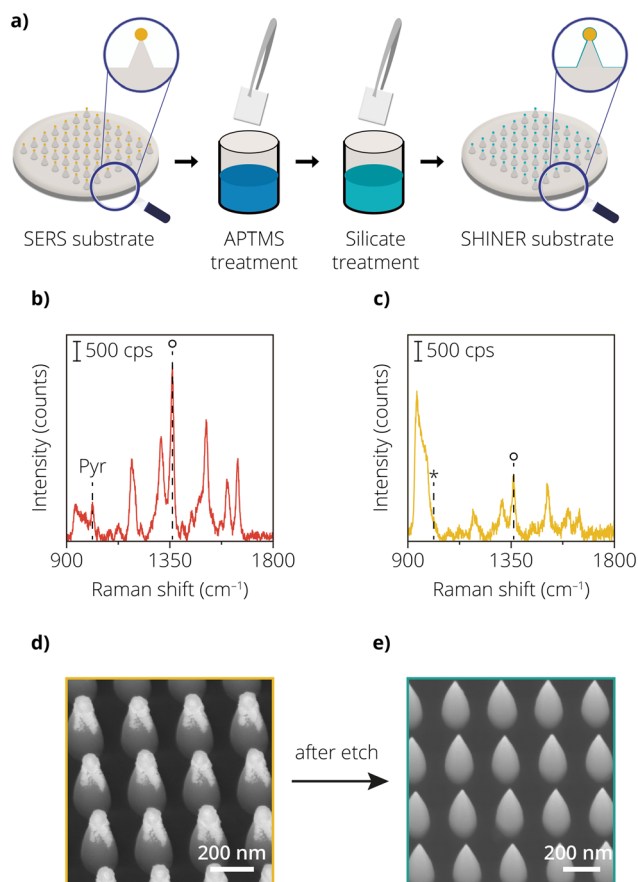 a)
SERS substrate
APTMS
treatment
Silicate
treatment
SHINER substrate
b)
500 cps
Pyr
Intensity (counts)
900
1350
1800
Raman shift (cm⁻¹)
c)
500 cps
*
Intensity (counts)
900
1350
1800
Raman shift (cm⁻¹)
d)
200 nm
after etch
e)
200 nm